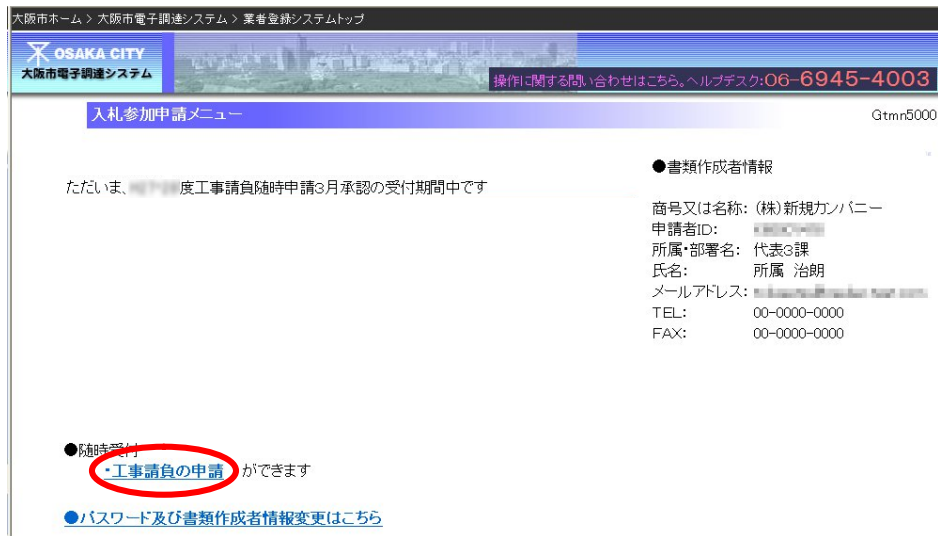 大阪市ホーム > 大阪市電子調達システム > 業者登録システムトップ
OSAKA CITY
大阪市電子調達システム
操作に関する問い合わせはこちら。ヘルプデスク:06-6945-4003
入札参加申請メニュー
Gtmn5000
ただいま、度工事請負随時申請3月承認の受付期間中です
●書類作成者情報
商号又は名称: (株)新規カンパニー
申請者ID:
所属・部署名: 代表3課
氏名: 所属 治朗
メールアドレス:
TEL: 00-0000-0000
FAX: 00-0000-0000
●随時受付
・工事請負の申請 ができます
●パスワード及び書類作成者情報変更はこちら